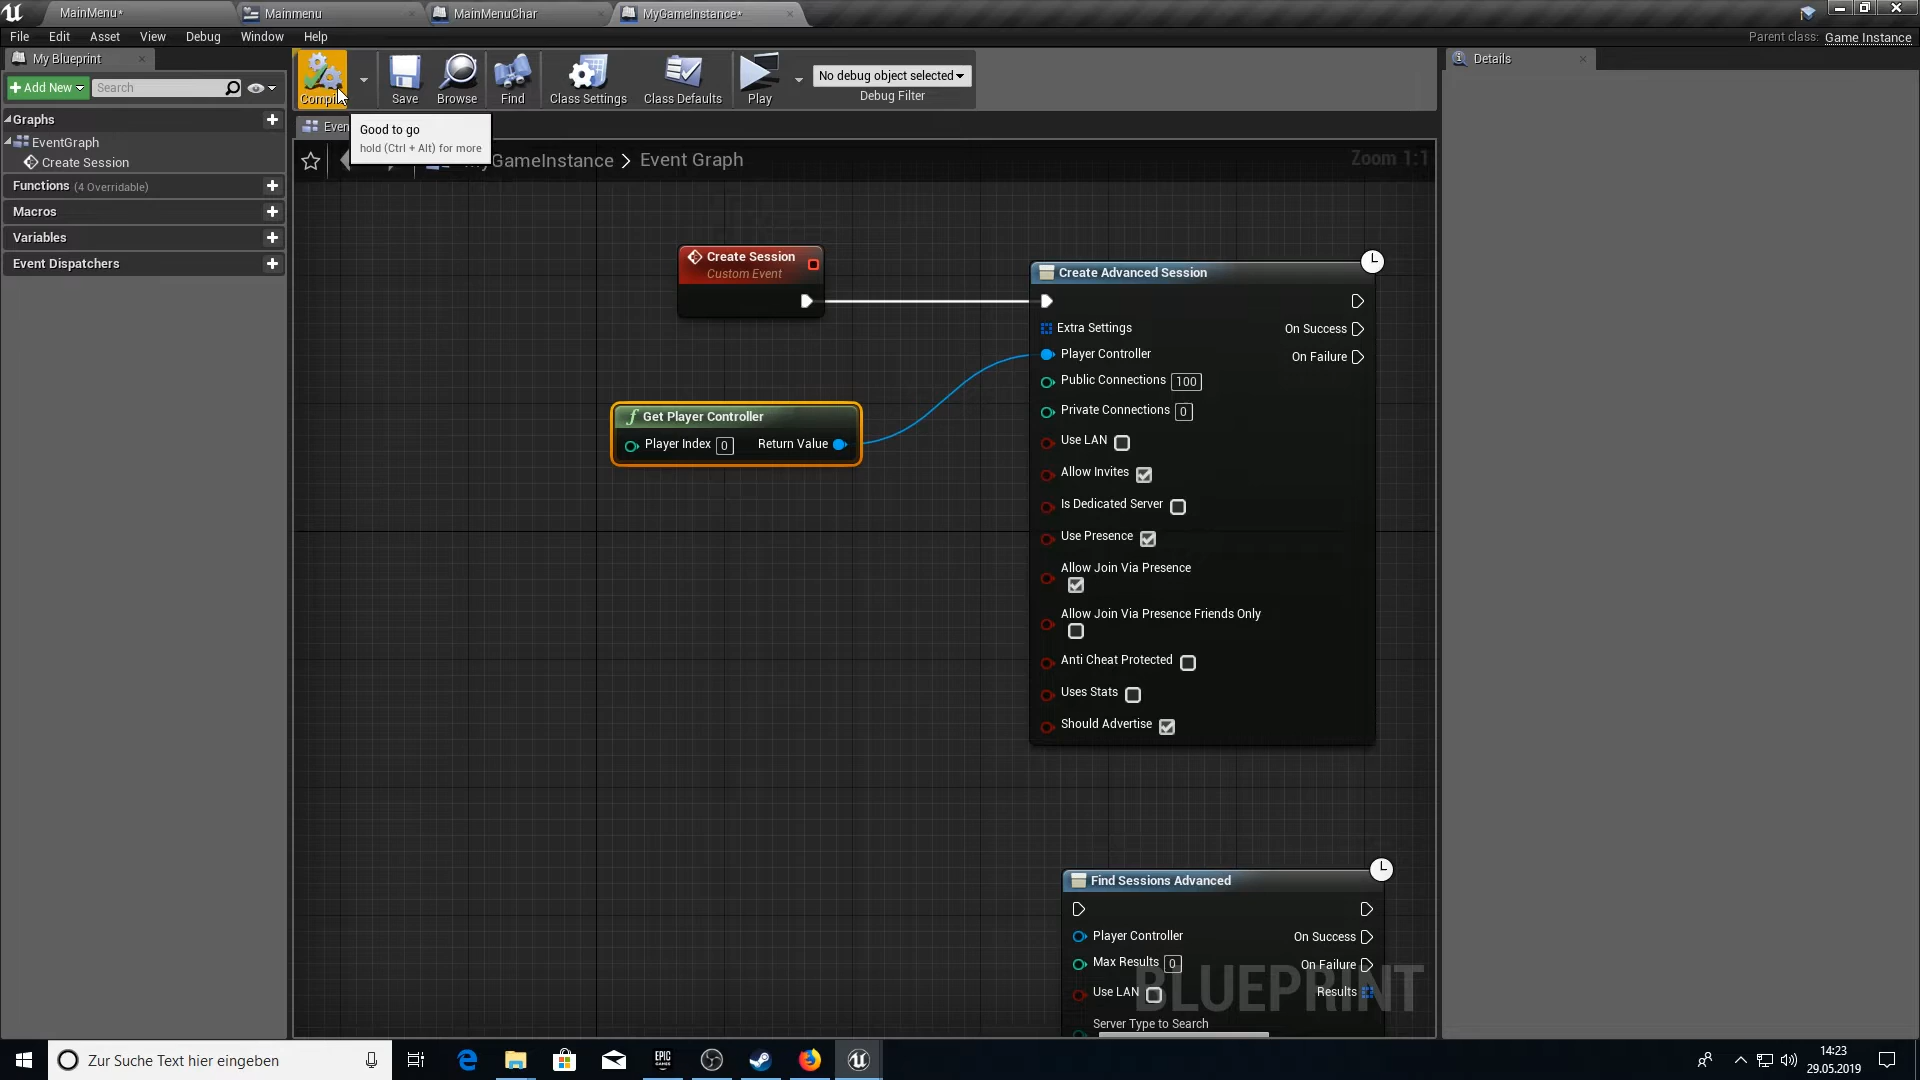 MainMenu*
Mainmenu
MainMenuChar
MyGameInstance*
File
Edit
Asset
View
Debug
Window
Help
Parent class:
Game Instance
My Blueprint
Add New
Search
Graphs
EventGraph
Create Session
Functions (4 Overridable)
Macros
Variables
Event Dispatchers
Save
Browse
Find
Class Settings
Class Defaults
Play
No debug object selected
Debug Filter
Good to go
hold (Ctrl + Alt) for more
Event Graph
Zoom 1:1
Create Session
Custom Event
Get Player Controller
Player Index 0
Return Value
Create Advanced Session
Extra Settings
On Success
Player Controller
On Failure
Public Connections 100
Private Connections 0
Use LAN
Allow Invites
Is Dedicated Server
Use Presence
Allow Join Via Presence
Allow Join Via Presence Friends Only
Anti Cheat Protected
Uses Stats
Should Advertise
Find Sessions Advanced
Player Controller
On Success
Max Results 0
On Failure
Use LAN
Results
Server Type to Search
BLUEPRINT
Details
Zur Suche Text hier eingeben
EPIC
GAMES
14:23
29.05.2019